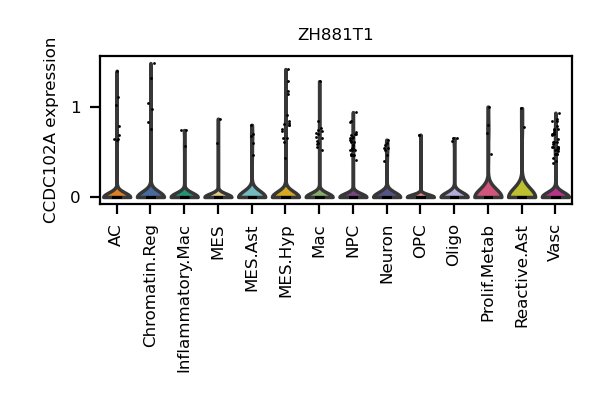 ZH881T1
CCDC102A expression
1
0
AC
Chromatin.Reg
Inflammatory.Mac
MES
MES.Ast
MES.Hyp
Mac
NPC
Neuron
OPC
Oligo
Prolif.Metab
Reactive.Ast
Vasc